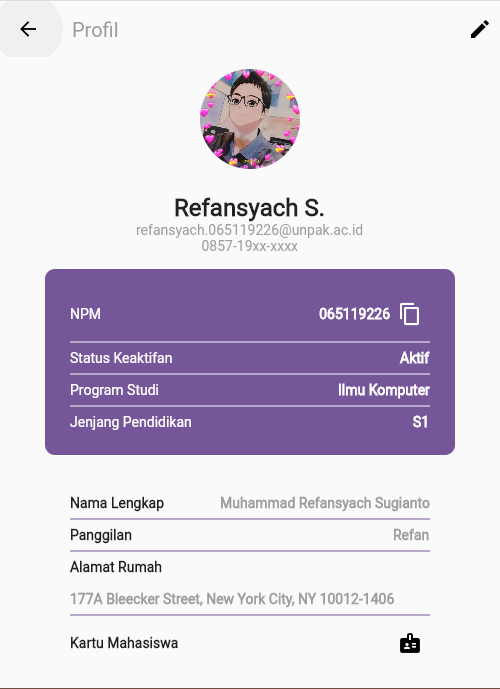 Profil
Refansyach S.
refansyach.065119226@unpak.ac.id
0857-19xx-xxxx
NPM 065119226
Status Keaktifan Aktif
Program Studi Ilmu Komputer
Jenjang Pendidikan S1
Nama Lengkap Muhammad Refansyach Sugianto
Panggilan Refan
Alamat Rumah
177A Bleecker Street, New York City, NY 10012-1406
Kartu Mahasiswa